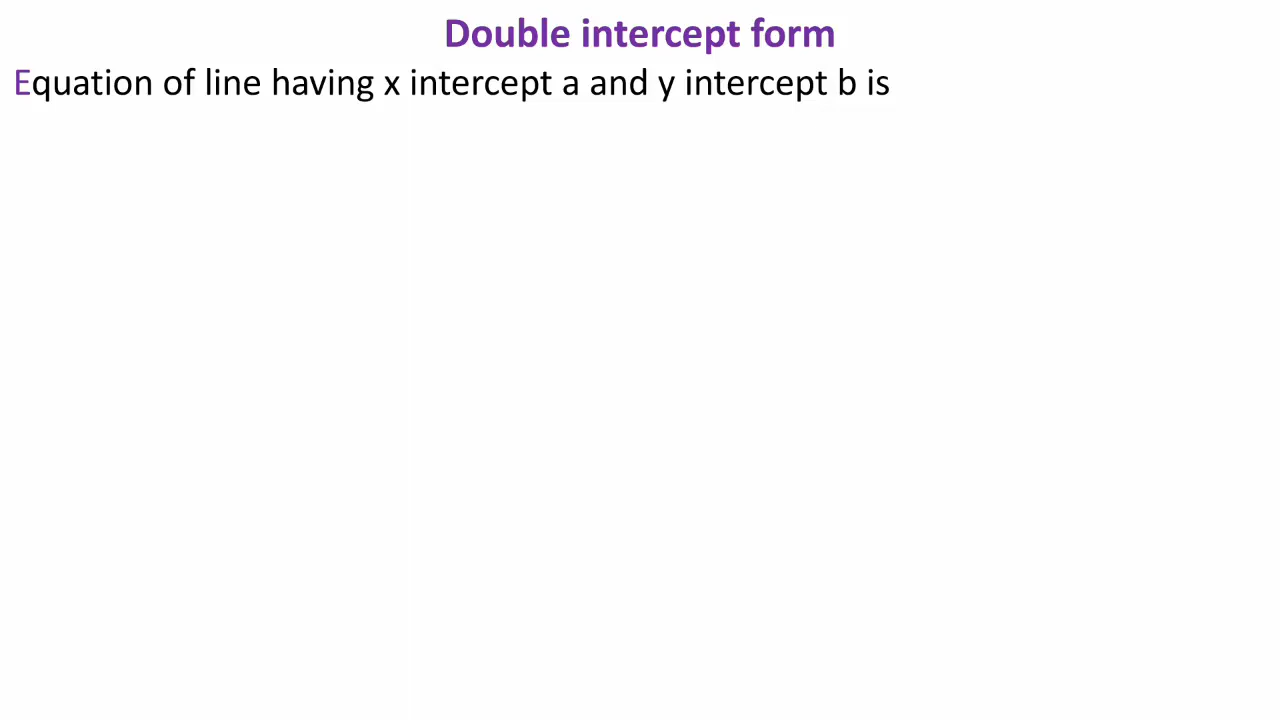 Double intercept form
Equation of line having x intercept a and y intercept b is